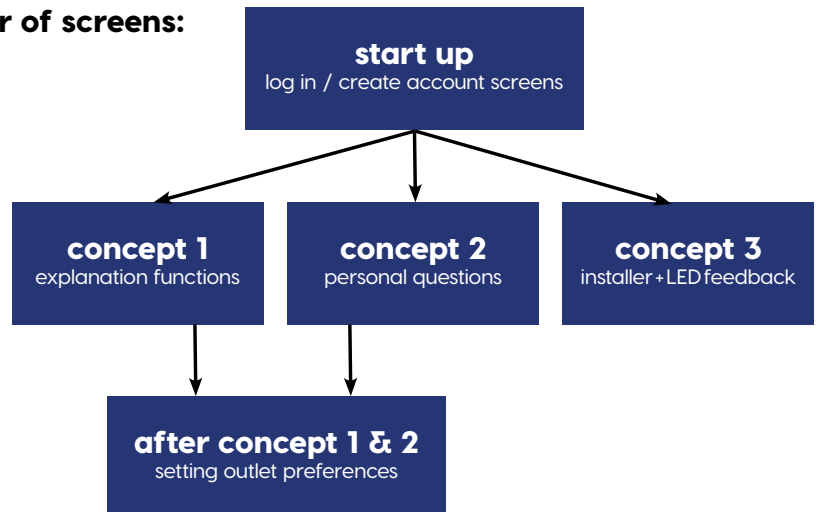 r of screens:
start up
log in / create account screens
concept 1
explanation functions
concept 2
personal questions
concept 3
installer+LED feedback
after concept 1 & 2
setting outlet preferences